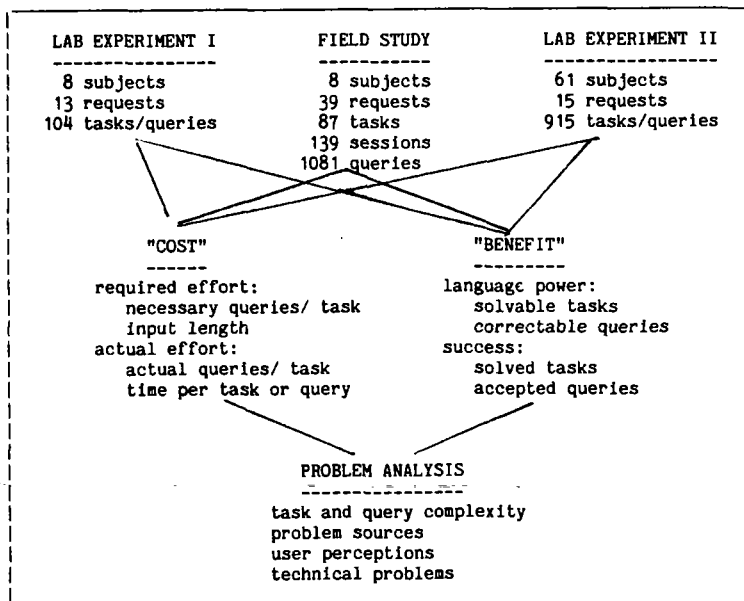 LAB EXPERIMENT I
8 subjects
13 requests
104 tasks/queries
FIELD STUDY
8 subjects
39 requests
87 tasks
139 sessions
1081 queries
LAB EXPERIMENT II
61 subjects
15 requests
915 tasks/queries
"COST"
required effort:
necessary queries/ task
input length
actual effort:
actual queries/ task
time per task or query
"BENEFIT"
language power:
solvable tasks
correctable queries
success:
solved tasks
accepted queries
PROBLEM ANALYSIS
task and query complexity
problem sources
user perceptions
technical problems